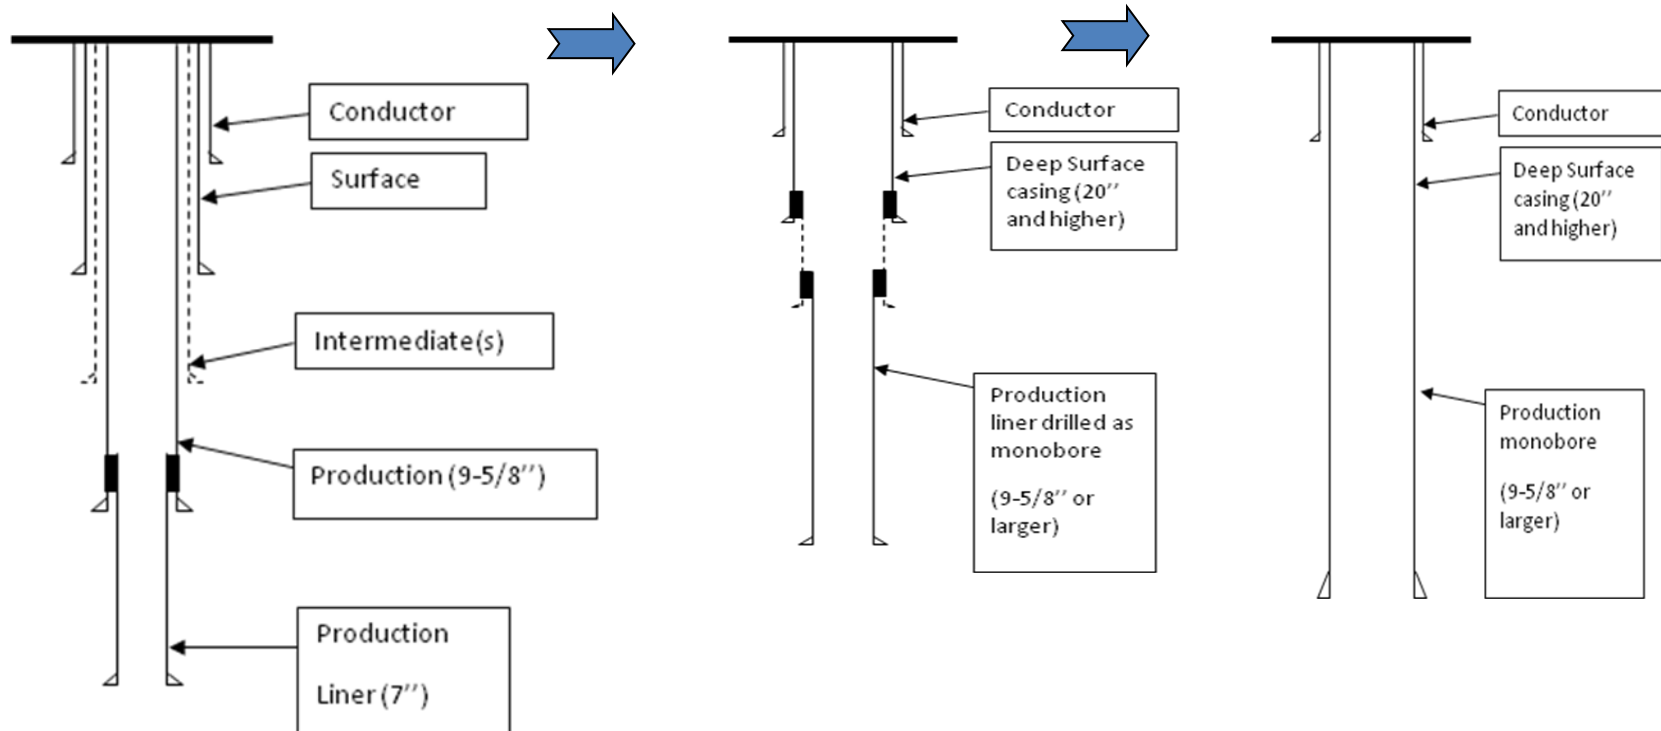 Conductor
Surface
Intermediate(s)
Production (9-5/8’’)
Production
Liner (7’’)
Conductor
Deep Surface
casing (20’’
and higher)
Production
liner drilled as
monobore
(9-5/8’’ or
larger)
Conductor
Deep Surface
casing (20’’
and higher)
Production
monobore
(9-5/8’’ or
larger)